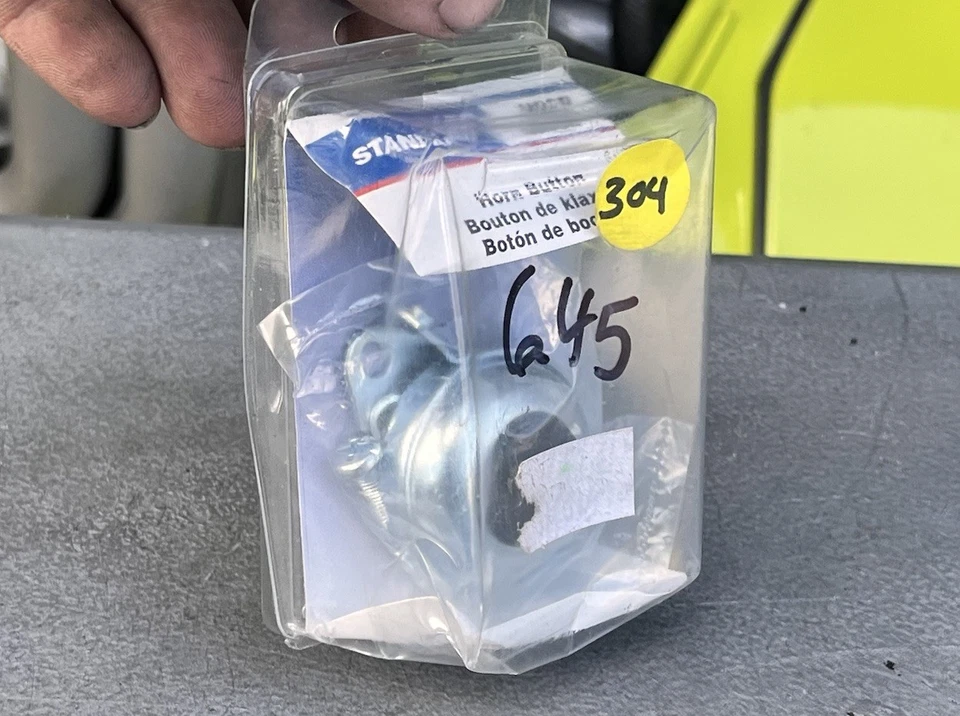 STAN
Horn Button
Bouton de klax
Botón de boc
304
645